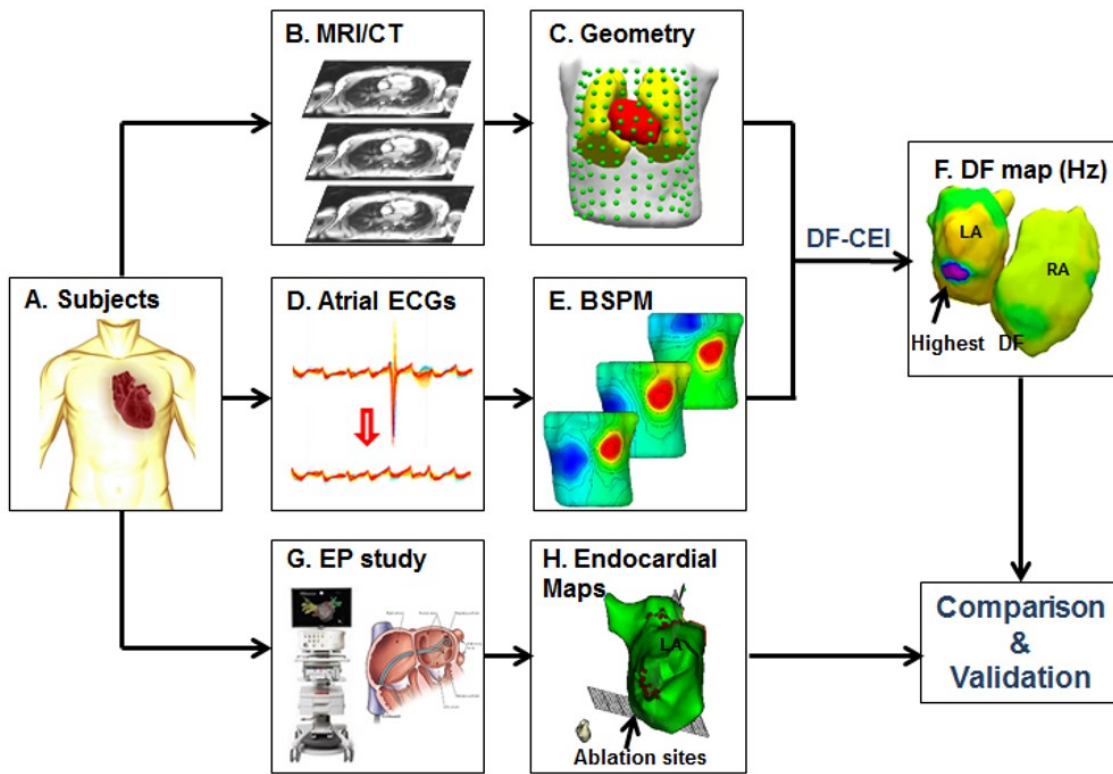 B. MRI/CT
C. Geometry
F. DF map (Hz)
LA
RA
Highest DF
DF-CEI
A. Subjects
D. Atrial ECGs
E. BSPM
G. EP study
H. Endocardial
Maps
LA
Ablation sites
Comparison
&
Validation